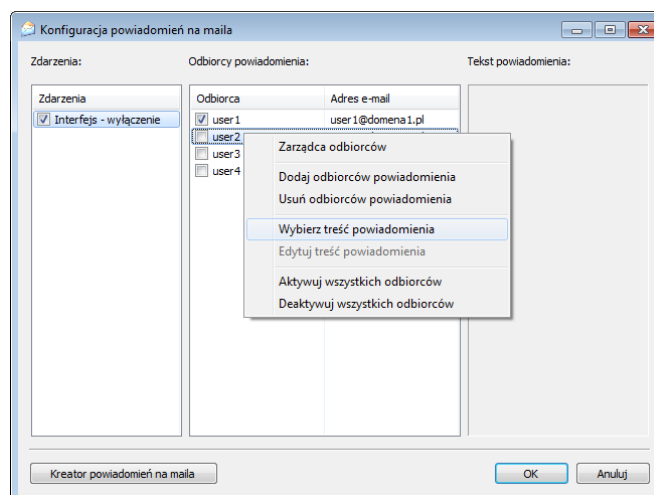 Konfiguracja powiadomień na maila
Zdarzenia:
Odbiorcy powiadomienia:
Tekst powiadomienia:
Zdarzenia
Odbiorca
Adres e-mail
Interfejs - wyłączenie
user1
user1@domena1.pl
user2
user3
user4
Zarządca odbiorców
Dodaj odbiorców powiadomienia
Usuń odbiorców powiadomienia
Wybierz treść powiadomienia
Edytuj treść powiadomienia
Aktywuj wszystkich odbiorców
Deaktywuj wszystkich odbiorców
Kreator powiadomień na maila
OK
Anuluj